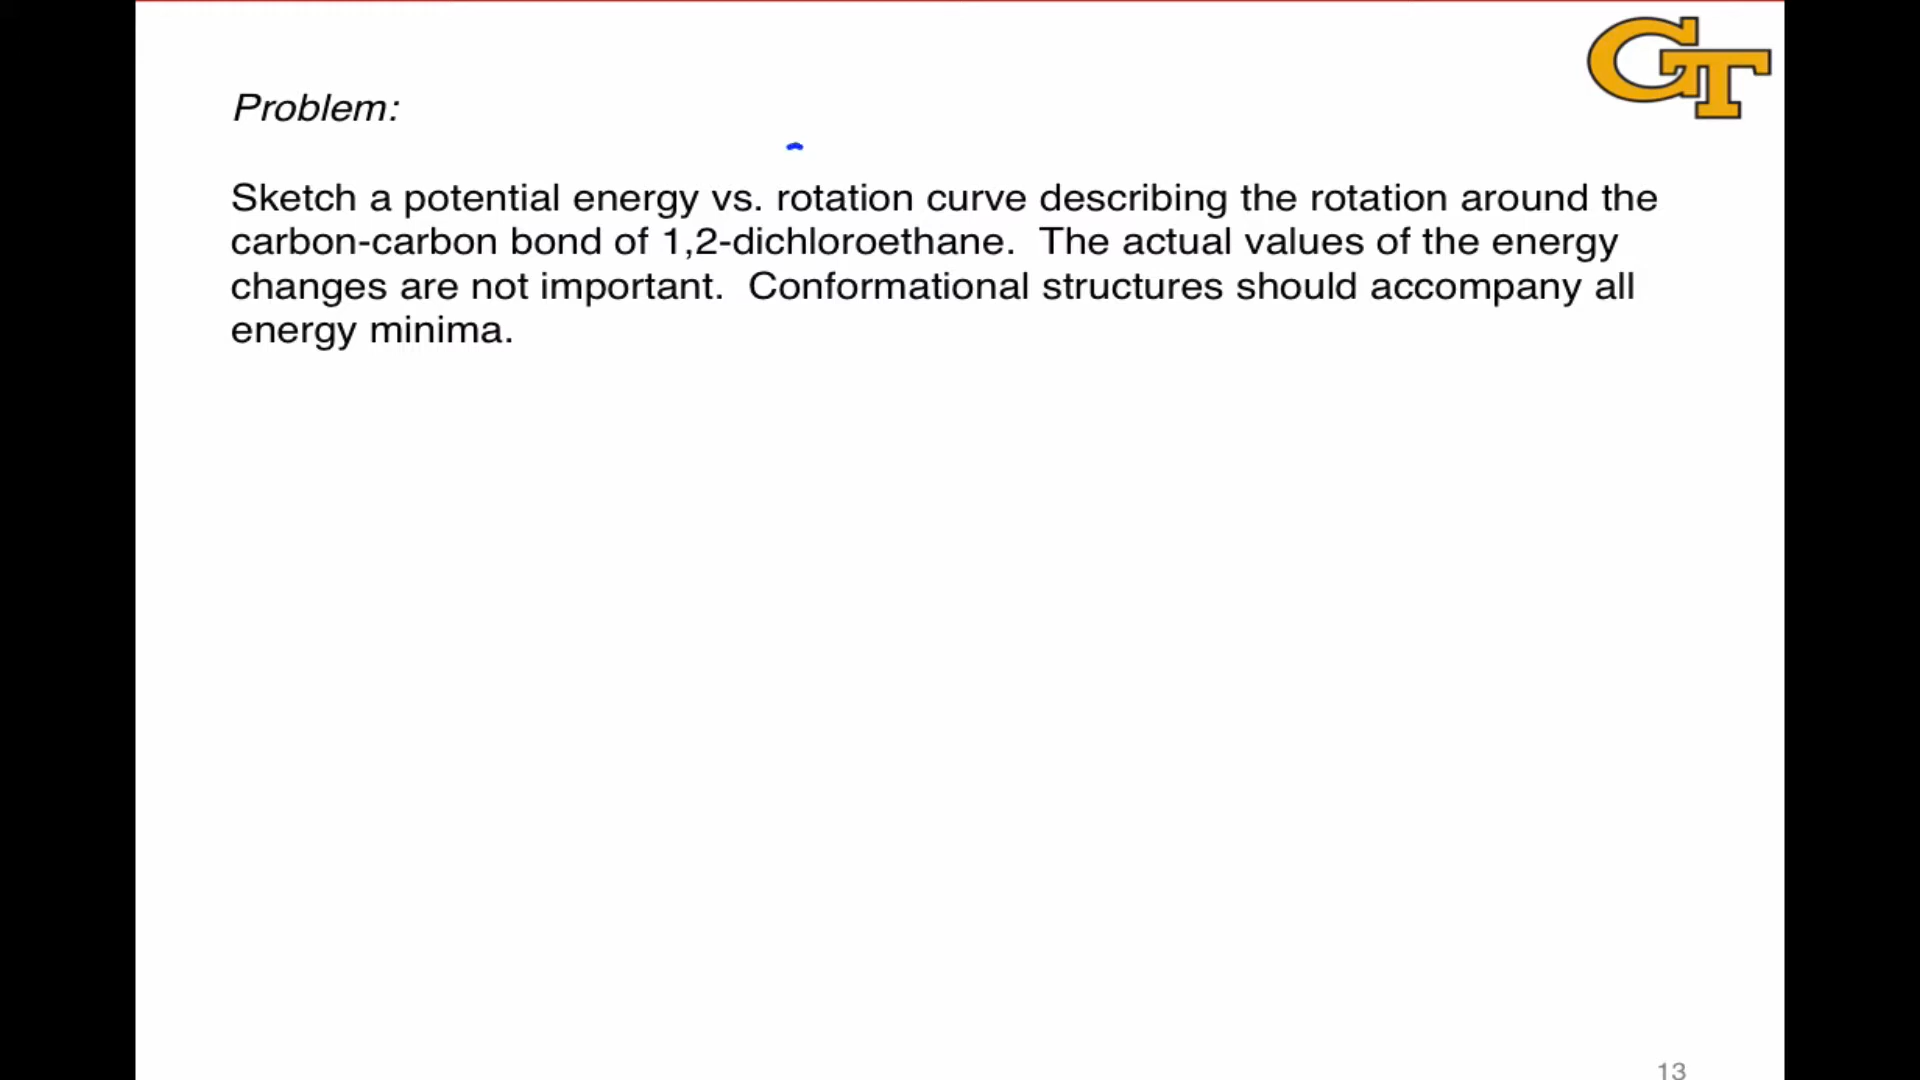 GT
Problem:
Sketch a potential energy vs. rotation curve describing the rotation around the
carbon-carbon bond of 1,2-dichloroethane.  The actual values of the energy
changes are not important.  Conformational structures should accompany all
energy minima.
13